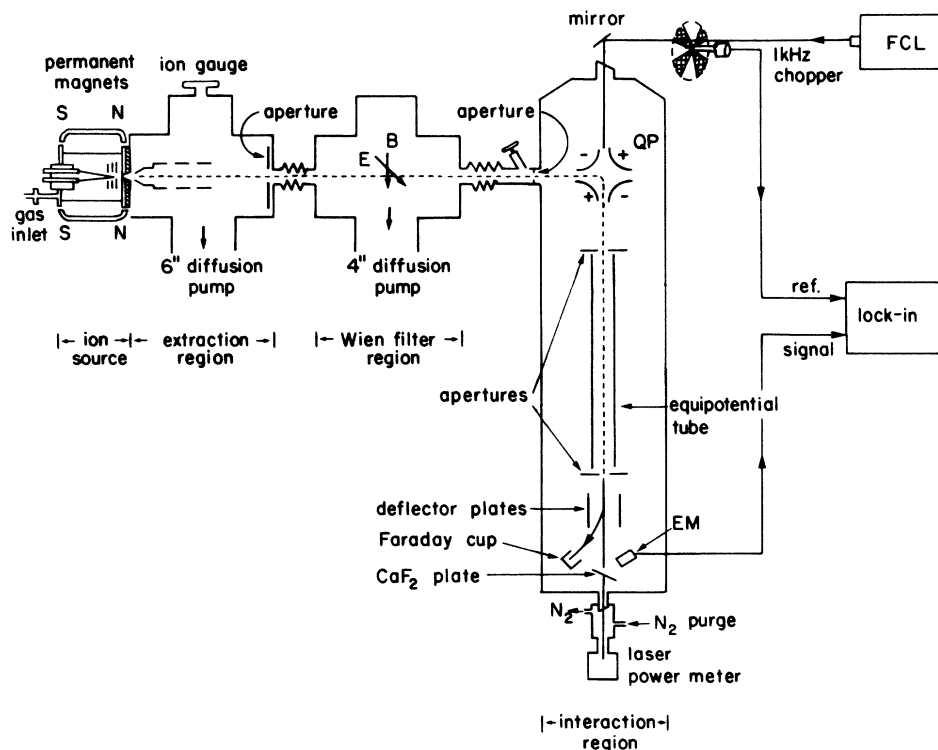 mirror
FCL
1kHz
chopper
permanent
magnets
ion gauge
S N
aperture
aperture
B
E
QP
- +
+ -
gas
inlet
S N
6" diffusion
pump
4" diffusion
pump
ref.
lock-in
signal
ion
source
extraction
region
Wien filter
region
apertures
equipotential
tube
deflector plates
Faraday cup
EM
CaF₂ plate
N₂
N₂ purge
laser
power meter
interaction
region